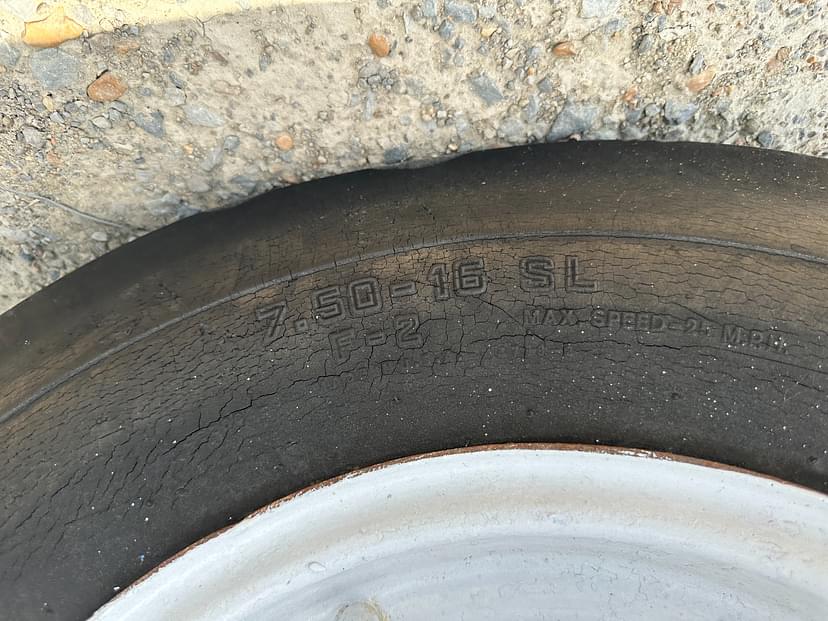 7.50-16 SL
F-2
MAX. SPEED-25 M.P.H.